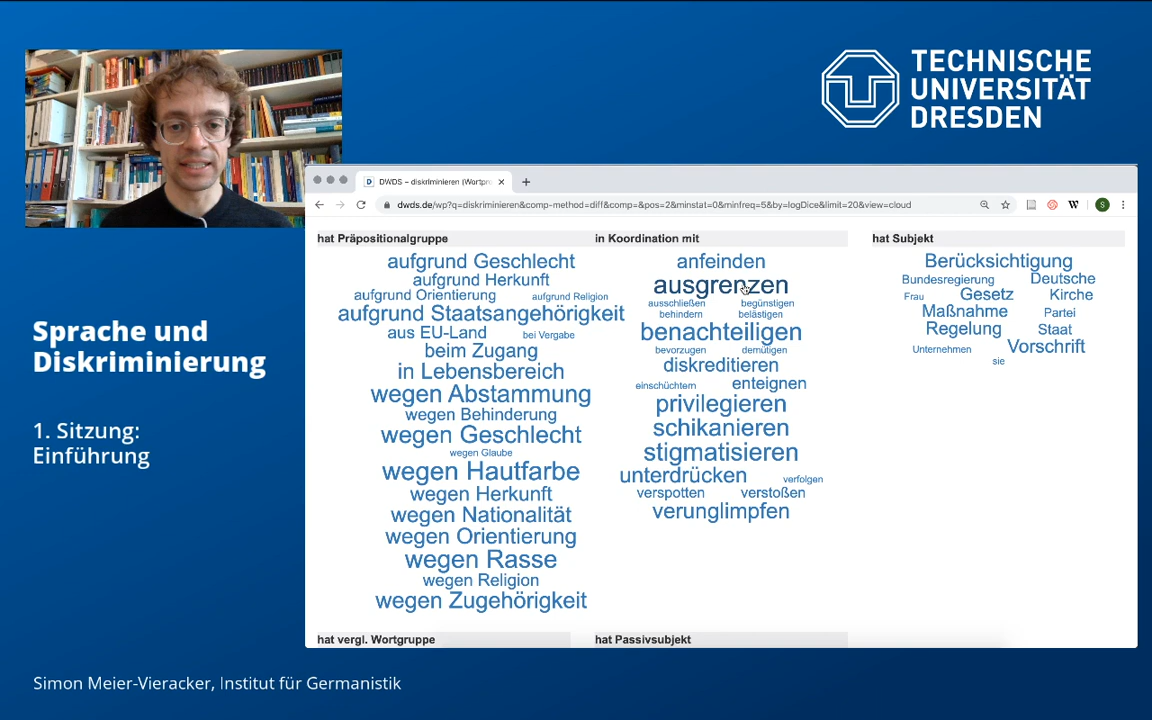 TECHNISCHE
UNIVERSITÄT
DRESDEN
Sprache und
Diskriminierung
1. Sitzung:
Einführung
Simon Meier-Vieracker, Institut für Germanistik
DWDS – diskriminieren (Wortpro
dwds.de/wp?q=diskriminieren&comp-method=diff&comp=&pos=2&minstat=0&minfreq=5&by=logDice&limit=20&view=cloud
W
S
hat Präpositionalgruppe
aufgrund Geschlecht
aufgrund Herkunft
aufgrund Orientierung aufgrund Religion
aufgrund Staatsangehörigkeit
aus EU-Land bei Vergabe
beim Zugang
in Lebensbereich
wegen Abstammung
wegen Behinderung
wegen Geschlecht
wegen Glaube
wegen Hautfarbe
wegen Herkunft
wegen Nationalität
wegen Orientierung
wegen Rasse
wegen Religion
wegen Zugehörigkeit
in Koordination mit
anfeinden
ausgrenzen
ausschließen begünstigen
behindern belästigen
benachteiligen
bevorzugen demütigen
diskreditieren
einschüchtern enteignen
privilegieren
schikanieren
stigmatisieren
unterdrücken verfolgen
verspotten verstoßen
verunglimpfen
hat Subjekt
Berücksichtigung
Bundesregierung Deutsche
Frau Gesetz Kirche
Maßnahme Partei
Regelung Staat
Unternehmen Vorschrift
sie
hat vergl. Wortgruppe
hat Passivsubjekt